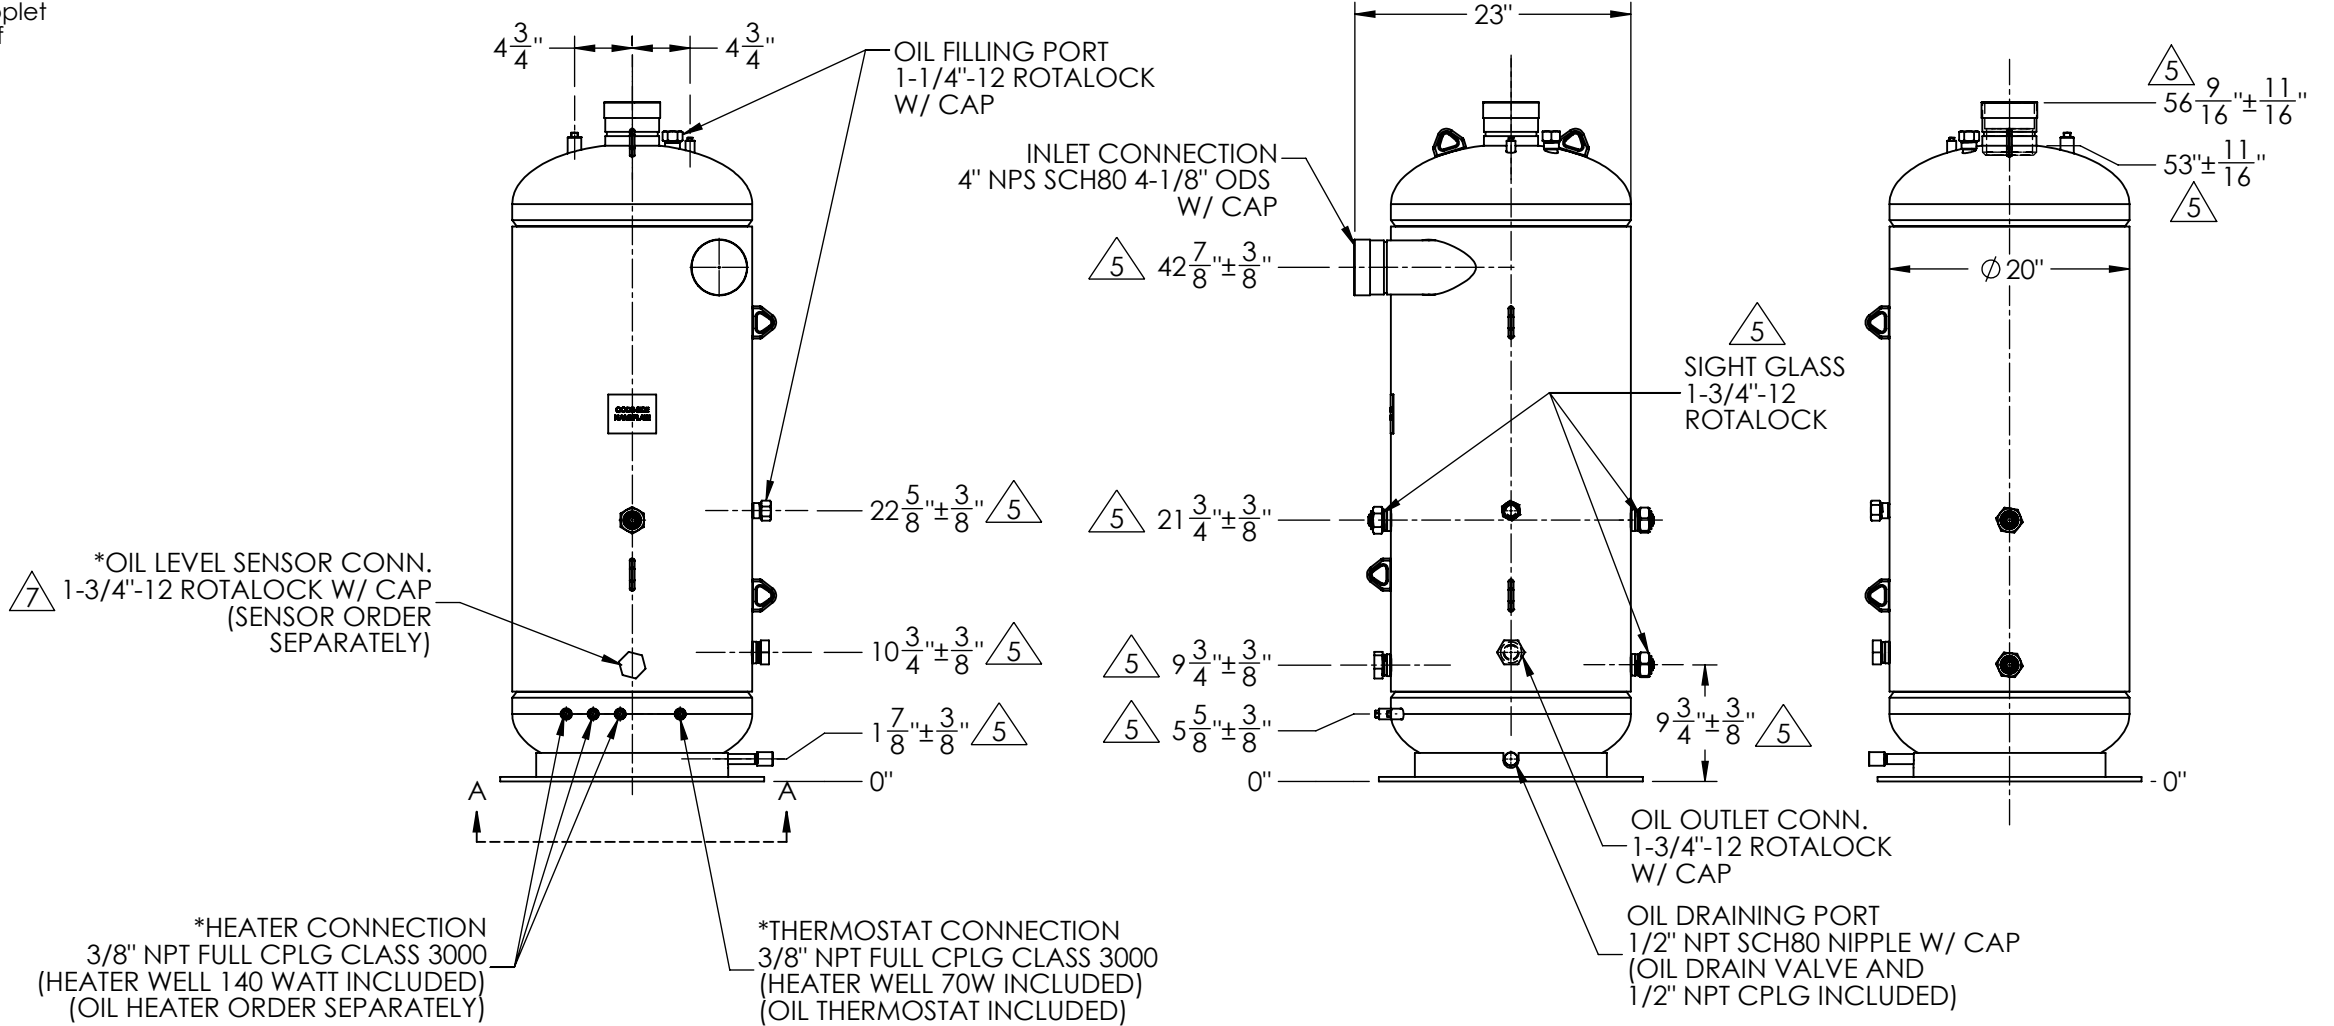 plet
f
4 3/4"
4 3/4"
OIL FILLING PORT
1-1/4"-12 ROTALOCK
W/ CAP
*OIL LEVEL SENSOR CONN.
7 1-3/4"-12 ROTALOCK W/ CAP
(SENSOR ORDER
SEPARATELY)
22 5/8"±3/8" 5
10 3/4"±3/8" 5
1 7/8"±3/8" 5
0"
A
A
*HEATER CONNECTION
3/8" NPT FULL CPLG CLASS 3000
(HEATER WELL 140 WATT INCLUDED)
(OIL HEATER ORDER SEPARATELY)
*THERMOSTAT CONNECTION
3/8" NPT FULL CPLG CLASS 3000
(HEATER WELL 70W INCLUDED)
(OIL THERMOSTAT INCLUDED)
23"
INLET CONNECTION
4" NPS SCH80 4-1/8" ODS
W/ CAP
5 42 7/8"±3/8"
5
SIGHT GLASS
1-3/4"-12
ROTALOCK
5 21 3/4"±3/8"
5 9 3/4"±3/8"
5 5 5/8"±3/8"
0"
9 3/4"±3/8" 5
OIL OUTLET CONN.
1-3/4"-12 ROTALOCK
W/ CAP
OIL DRAINING PORT
1/2" NPT SCH80 NIPPLE W/ CAP
(OIL DRAIN VALVE AND
1/2" NPT CPLG INCLUDED)
5
56 9/16"±11/16"
53"±11/16"
5
Ø20"
0"